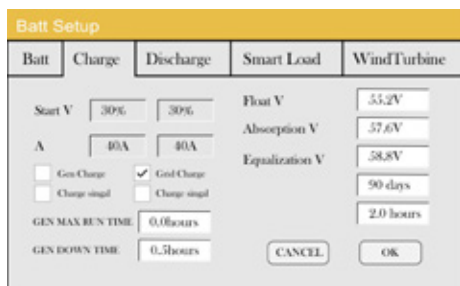 Batt Setup
Batt Charge Discharge Smart Load WindTurbine
Start V 30% 30%
A 40A 40A
Gen Charge Grid Charge
Charge singal Charge singal
GEN MAX RUN TIME 0.0hours
GEN DOWN TIME 0.5hours
Float V 55.2V
Absorption V 57.6V
Equalization V 58.8V
90 days
2.0 hours
CANCEL OK